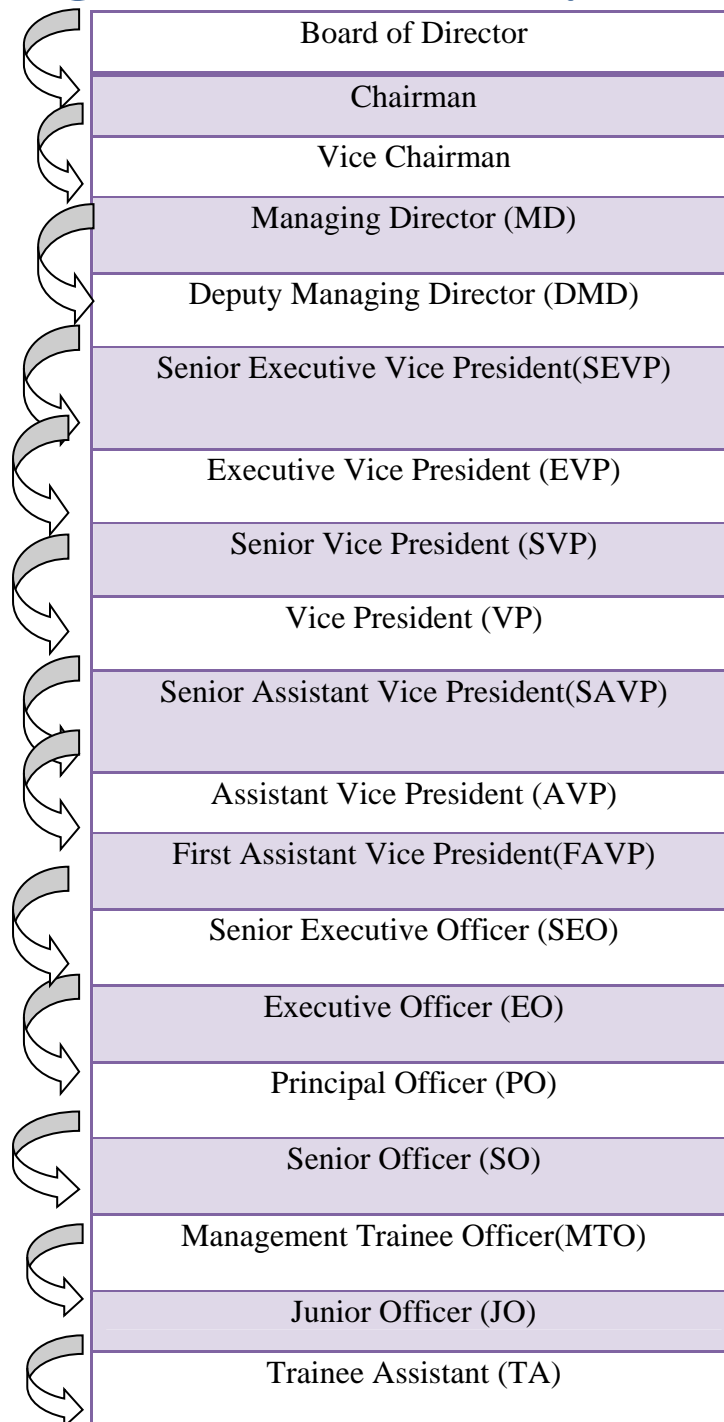 Board of Director
Chairman
Vice Chairman
Managing Director (MD)
Deputy Managing Director (DMD)
Senior Executive Vice President(SEVP)
Executive Vice President (EVP)
Senior Vice President (SVP)
Vice President (VP)
Senior Assistant Vice President(SAVP)
Assistant Vice President (AVP)
First Assistant Vice President(FAVP)
Senior Executive Officer (SEO)
Executive Officer (EO)
Principal Officer (PO)
Senior Officer (SO)
Management Trainee Officer(MTO)
Junior Officer (JO)
Trainee Assistant (TA)